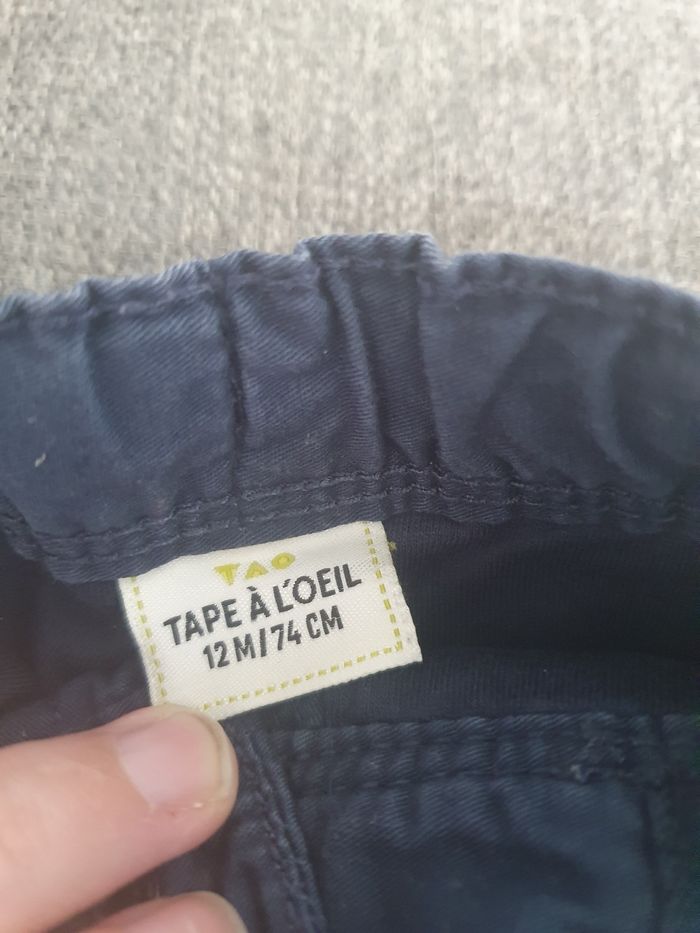 TAO
TAPE À L'OEIL
12 M/74 CM